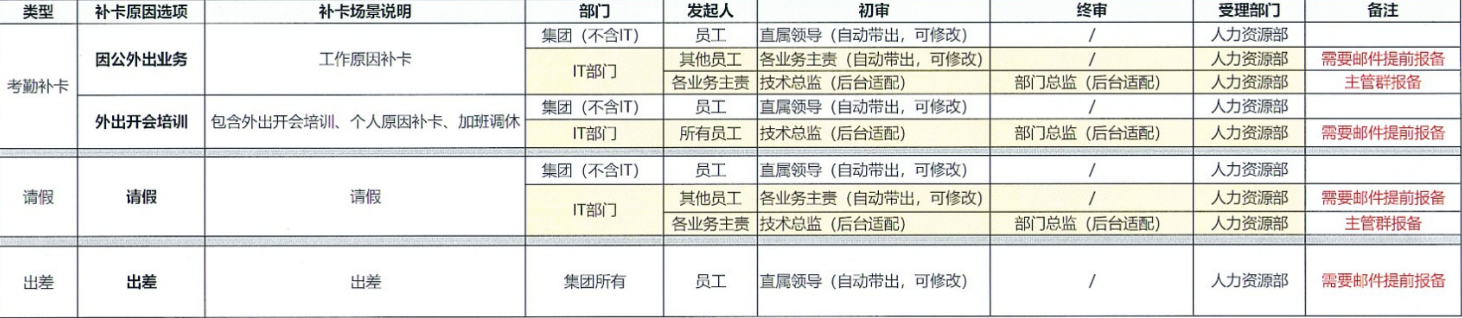 类型 补卡原因选项 补卡场景说明 部门 发起人 初审 终审 受理部门 备注
考勤补卡 因公外出业务 工作原因补卡 集团（不含IT） 员工 直属领导（自动带出，可修改） / 人力资源部
IT部门 其他员工 各业务主责（自动带出，可修改） / 人力资源部 需要邮件提前报备
各业务主责 技术总监（后台适配） 部门总监（后台适配） 人力资源部 主管群报备
外出开会培训 包含外出开会培训、个人原因补卡、加班调休 集团（不含IT） 员工 直属领导（自动带出，可修改） / 人力资源部
IT部门 所有员工 技术总监（后台适配） 部门总监（后台适配） 人力资源部 需要邮件提前报备
请假 请假 请假 集团（不含IT） 员工 直属领导（自动带出，可修改） / 人力资源部
IT部门 其他员工 各业务主责（自动带出，可修改） / 人力资源部 需要邮件提前报备
各业务主责 技术总监（后台适配） 部门总监（后台适配） 人力资源部 主管群报备
出差 出差 出差 集团所有 员工 直属领导（自动带出，可修改） / 人力资源部 需要邮件提前报备